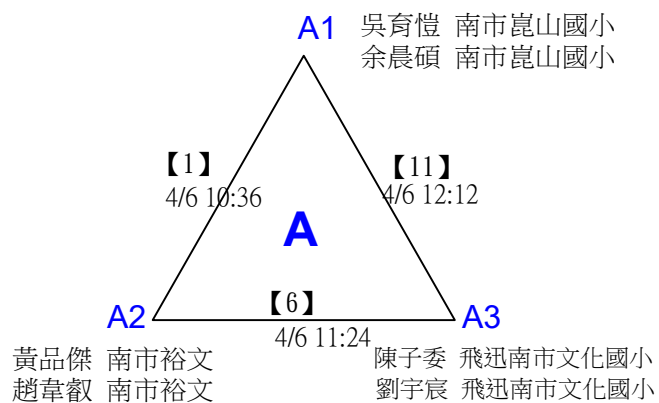 A1
吳育愷 南市崑山國小
余晨碩 南市崑山國小
【1】
4/6 10:36
【11】
4/6 12:12
A
【6】
4/6 11:24
A2
A3
黃品傑 南市裕文
趙韋叡 南市裕文
陳子委 飛迅南市文化國小
劉宇宸 飛迅南市文化國小